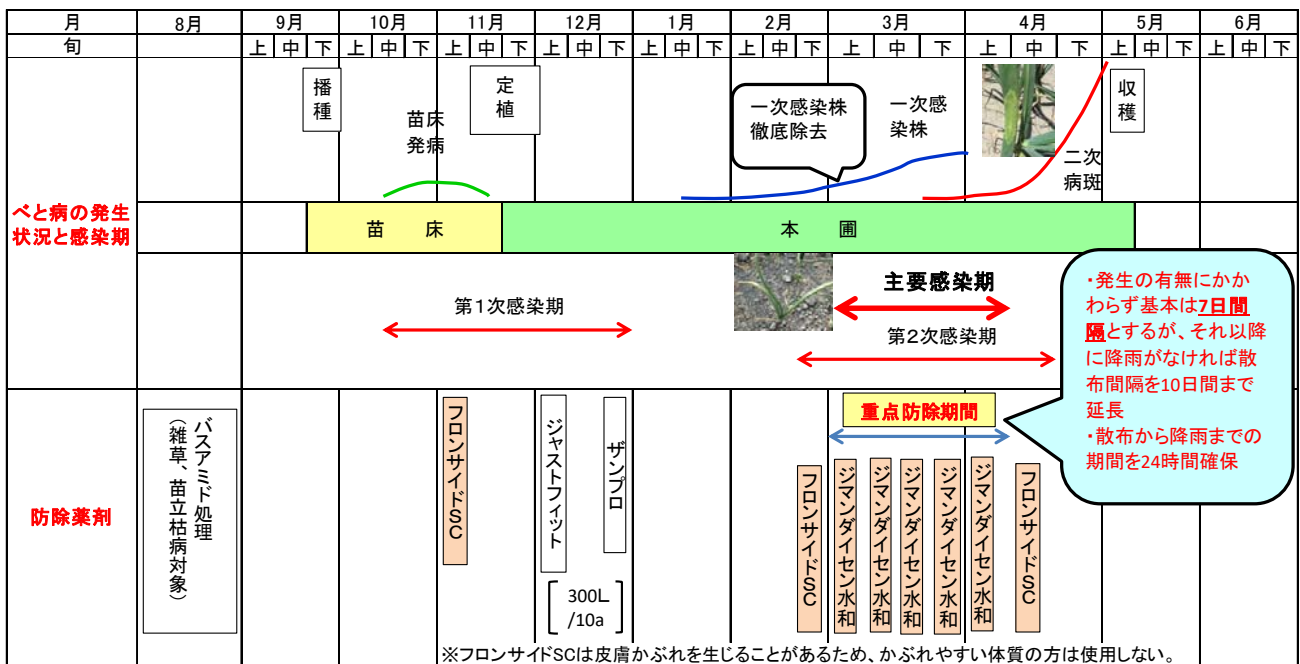 月 8月 9月 10月 11月 12月 1月 2月 3月 4月 5月 6月
旬 上 中 下 上 中 下 上 中 下 上 中 下 上 中 下 上 中 下 上 中 下 上 中 下 上 中 下 上 中 下
べと病の発生
状況と感染期
播種
苗床
発病
定植
一次感染株
徹底除去
一次感
染株
二次
病斑
収穫
苗 床
本 圃
第1次感染期
主要感染期
第2次感染期
・発生の有無にかか
わらず基本は7日間
隔とするが、それ以降
に降雨がなければ散
布間隔を10日間まで
延長
・散布から降雨までの
期間を24時間確保
防除薬剤
バスアミド処理
(雑草、苗立枯病対象)
フロンサイドSC
ジャストフィット
ザンプロ
300L
/10a
重点防除期間
フロンサイドSC
ジマンダイセン水和
ジマンダイセン水和
ジマンダイセン水和
ジマンダイセン水和
ジマンダイセン水和
フロンサイドSC
※フロンサイドSCは皮膚かぶれを生じることがあるため、かぶれやすい体質の方は使用しない。